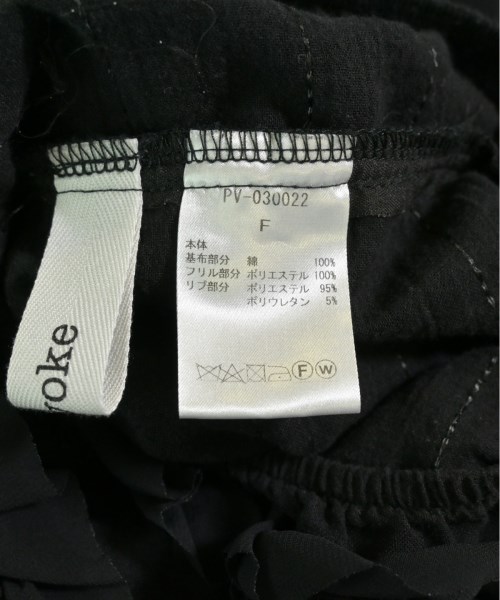 PV-030022
F
本体
基布部分 綿 100%
フリル部分 ポリエステル 100%
リブ部分 ポリエステル 95%
ポリウレタン 5%
F W
voke